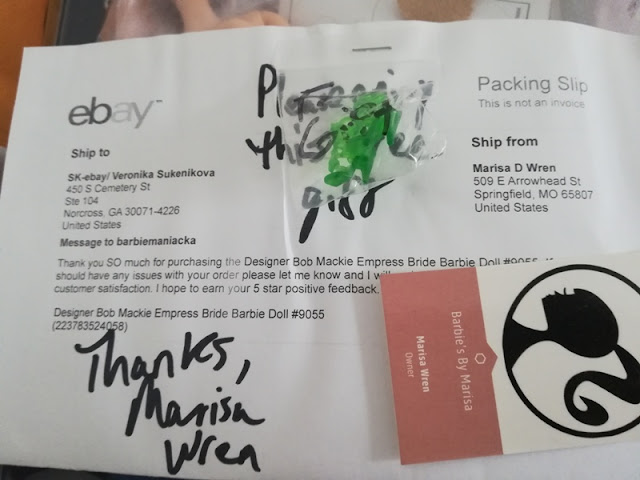 ebay™
Packing Slip
This is not an invoice
Ship to
SK-ebay/ Veronika Sukenikova
450 S Cemetery St
Ste 104
Norcross, GA 30071-4226
United States
Ship from
Marisa D Wren
509 E Arrowhead St
Springfield, MO 65807
United States
this free
gift
Message to barbiemaniacka
Thank you SO much for purchasing the Designer Bob Mackie Empress Bride Barbie Doll #9055.
should have any issues with your order please let me know and I
customer satisfaction. I hope to earn your 5 star positive feedback.
Designer Bob Mackie Empress Bride Barbie Doll #9055
(223783524058)
Thanks,
Marisa
Wren
Barbie's By Marisa
Marisa Wren
Owner